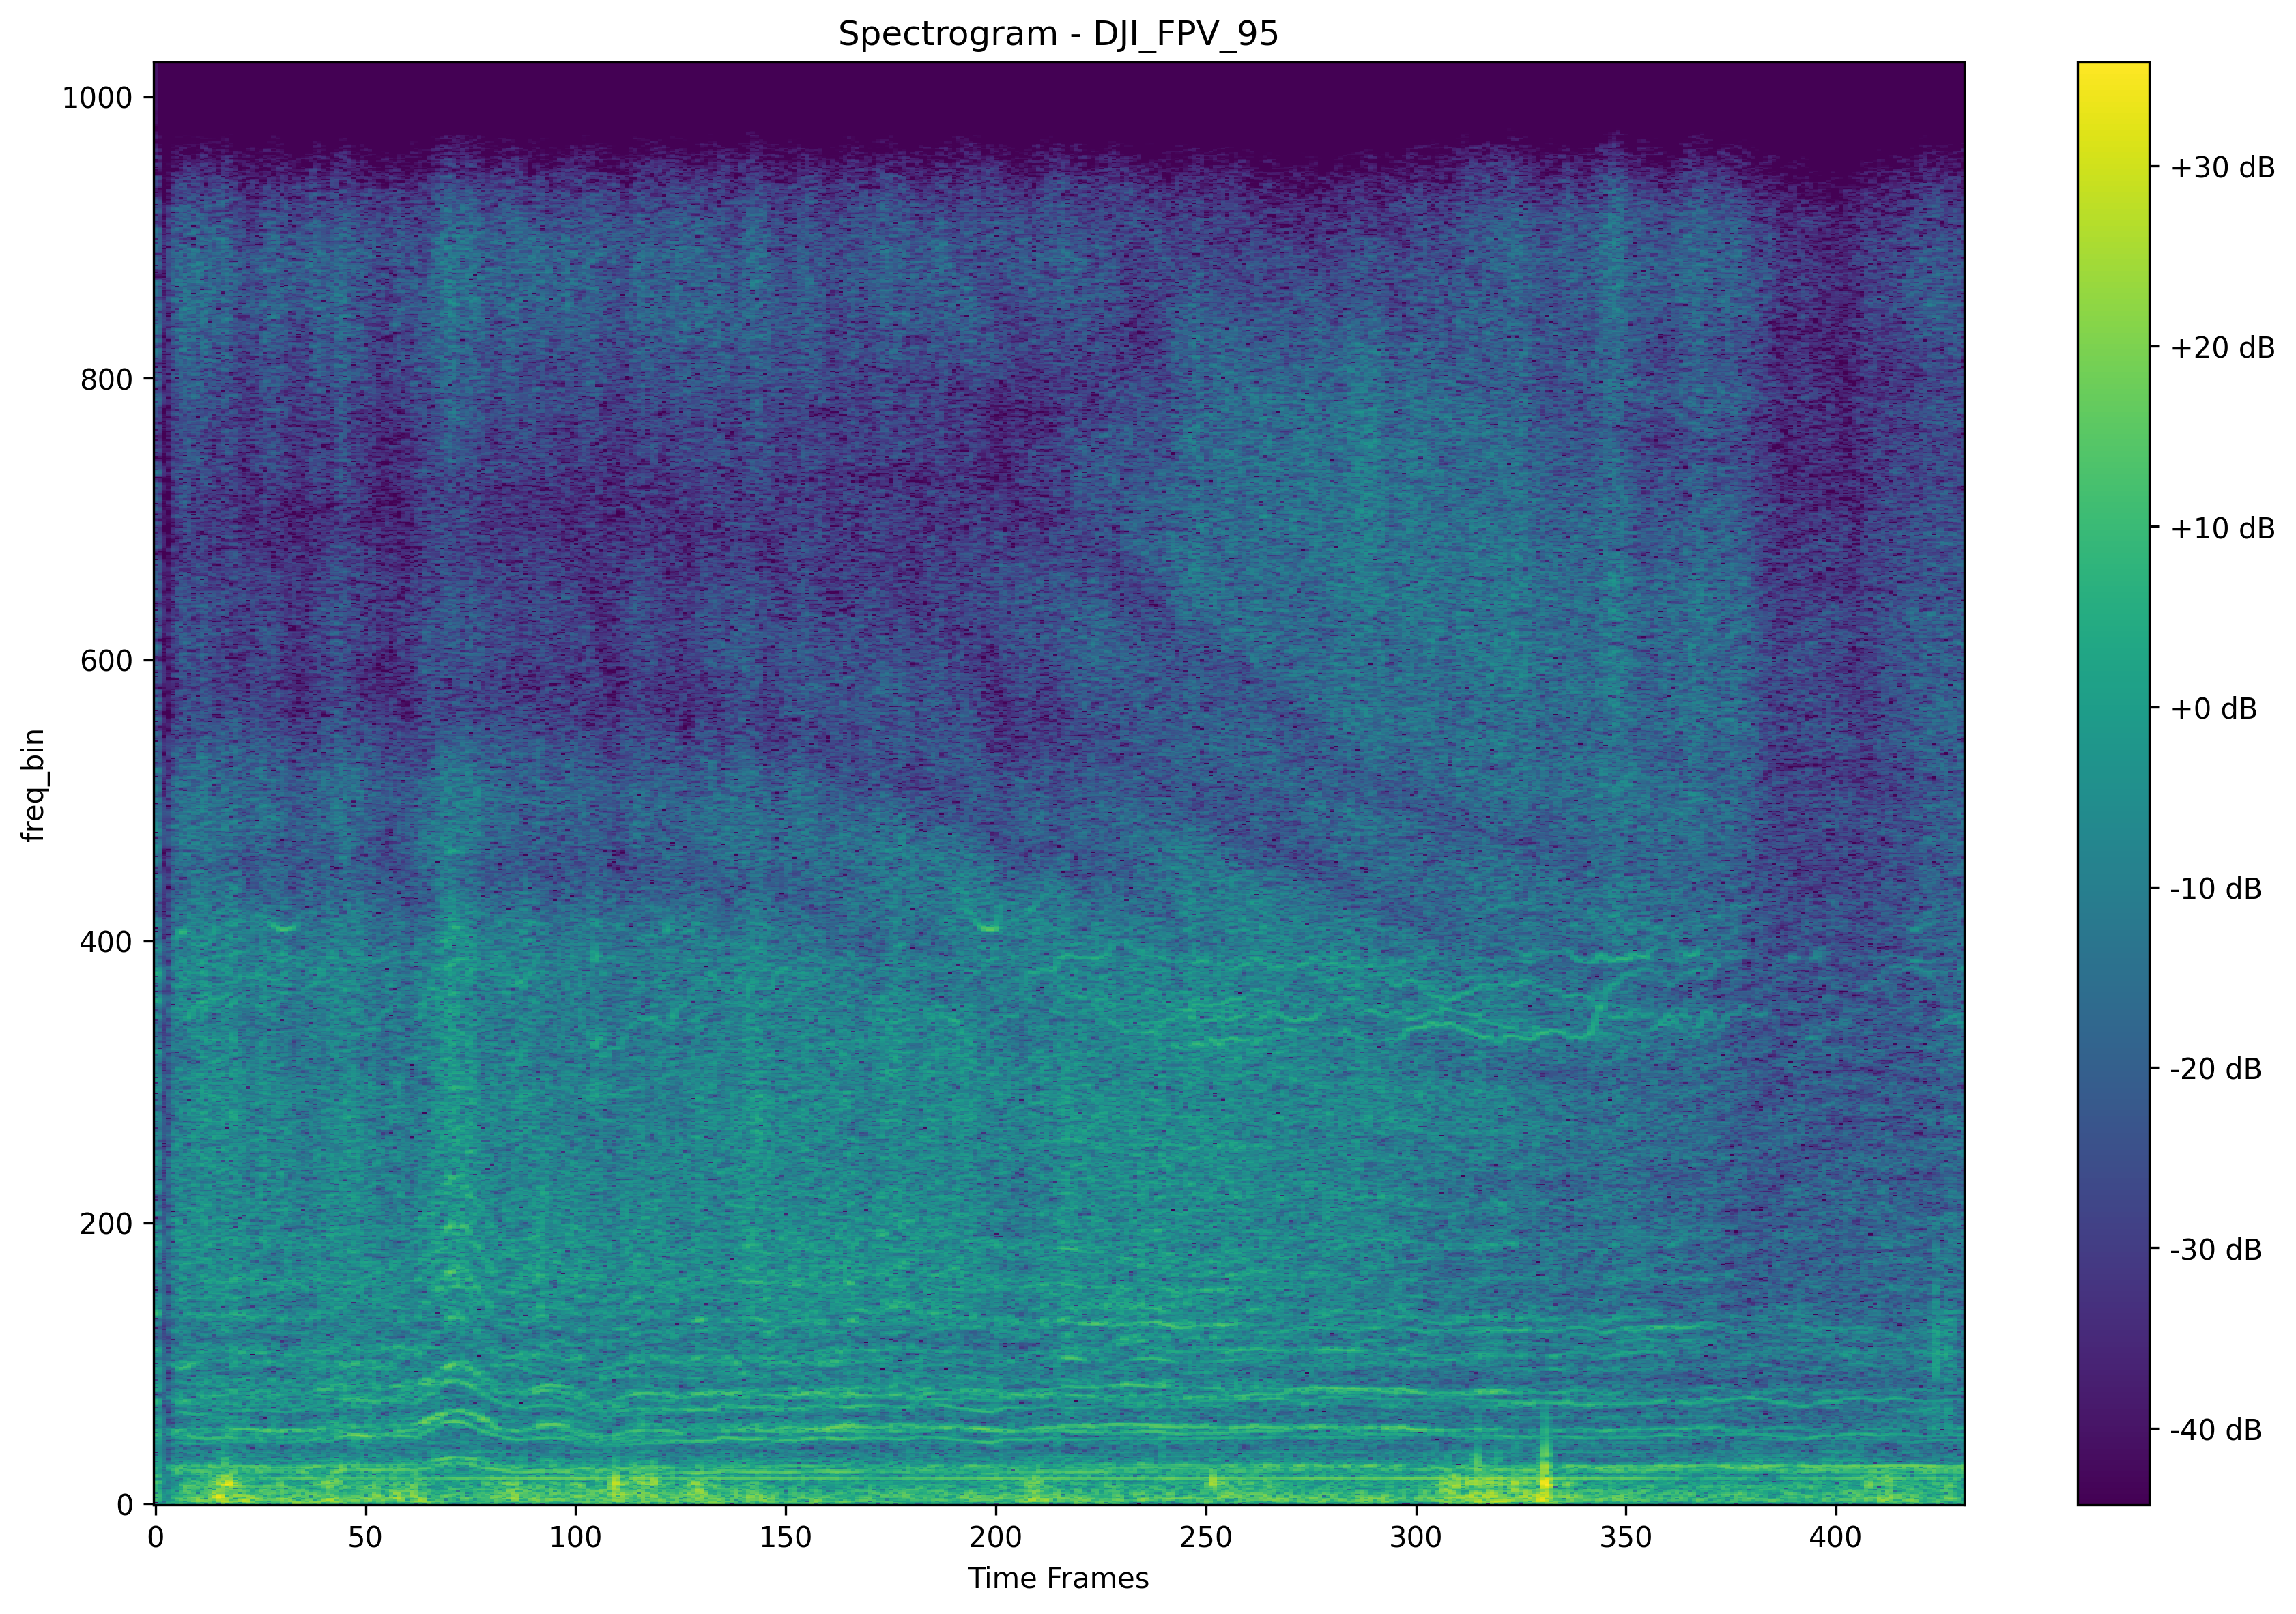 Spectrogram - DJI_FPV_95
1000
800
600
400
200
0
freq_bin
0 50 100 150 200 250 300 350 400
Time Frames
+30 dB
+20 dB
+10 dB
+0 dB
-10 dB
-20 dB
-30 dB
-40 dB